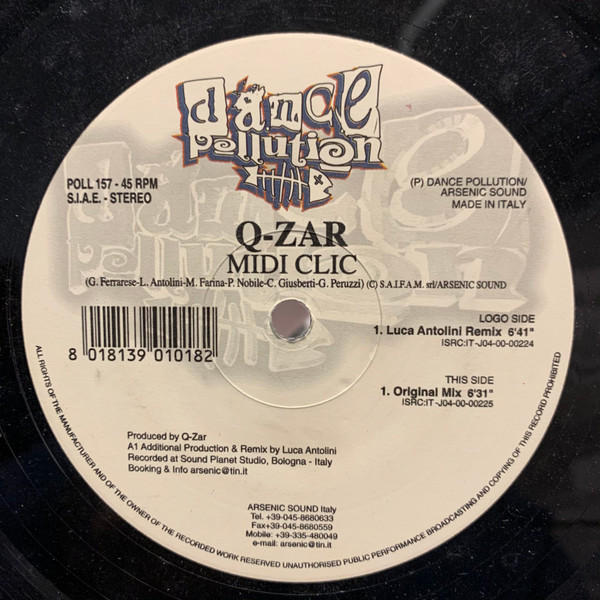 dance
pollution
POLL 157 - 45 RPM
S.I.A.E. - STEREO
(P) DANCE POLLUTION/
ARSENIC SOUND
MADE IN ITALY
Q-ZAR
MIDI CLIC
(G. Ferrarese-L. Antolini-M. Farina-P. Nobile-C. Giusberti-G. Peruzzi) (C) S.A.I.F.A.M. srl/ARSENIC SOUND
LOGO SIDE
1. Luca Antolini Remix 6'41"
ISRC:IT-J04-00-00224
8 018139 010182
THIS SIDE
1. Original Mix 6'31"
ISRC:IT-J04-00-00225
Produced by Q-Zar
A1 Additional Production & Remix by Luca Antolini
Recorded at Sound Planet Studio, Bologna - Italy
Booking & Info arsenic@tin.it
ARSENIC SOUND Italy
Tel. +39-045-8680633
Fax+39-045-8680559
Mobile: +39-335-480049
e-mail: arsenic@tin.it
ALL RIGHTS OF THE MANUFACTURER AND OF THE OWNER OF THE RECORDED WORK RESERVED UNAUTHORISED PUBLIC PERFORMANCE BROADCASTING AND COPYING OF THIS RECORD PROHIBITED